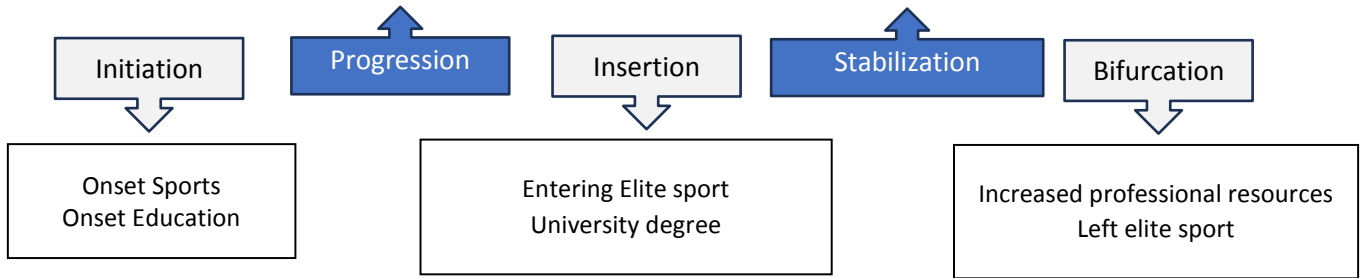 Initiation
Progression
Insertion
Stabilization
Bifurcation
Onset Sports
Onset Education
Entering Elite sport
University degree
Increased professional resources
Left elite sport